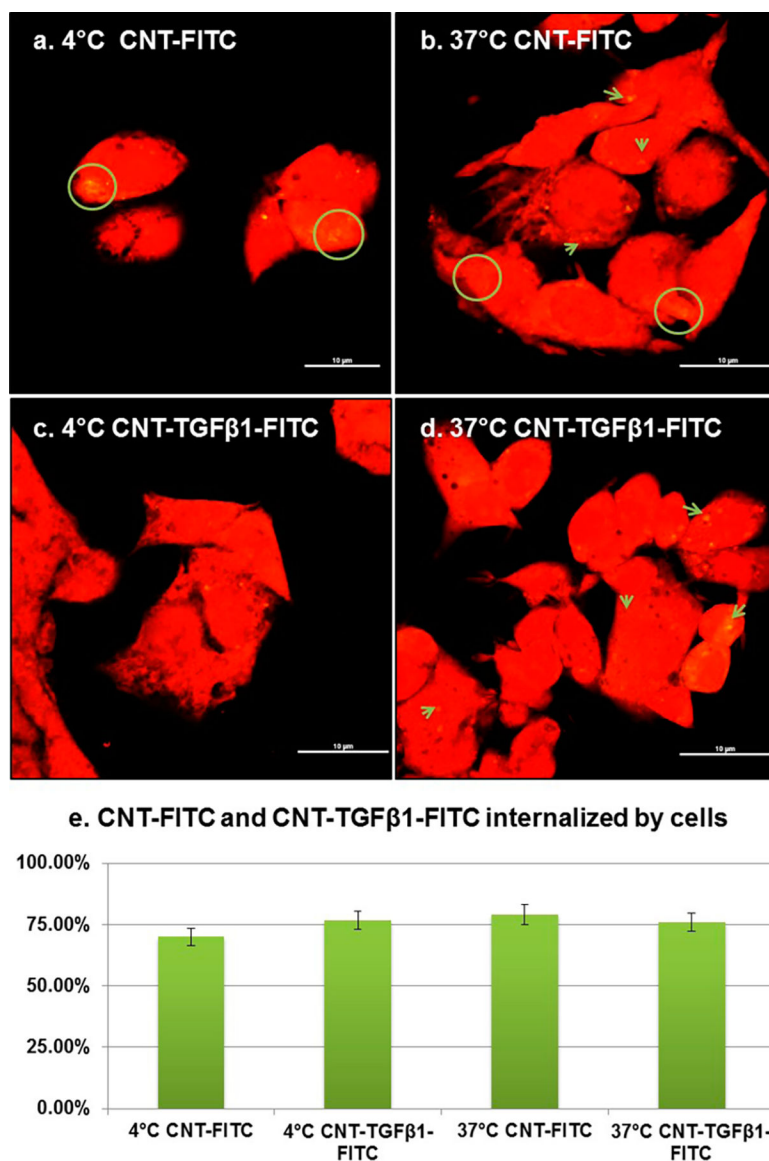 a. 4°C CNT-FITC
b. 37°C CNT-FITC
10 µm
10 µm
c. 4°C CNT-TGFβ1-FITC
d. 37°C CNT-TGFβ1-FITC
10 µm
10 µm
e. CNT-FITC and CNT-TGFβ1-FITC internalized by cells
100.00%
75.00%
50.00%
25.00%
0.00%
4°C CNT-FITC
4°C CNT-TGFβ1-
FITC
37°C CNT-FITC
37°C CNT-TGFβ1-
FITC